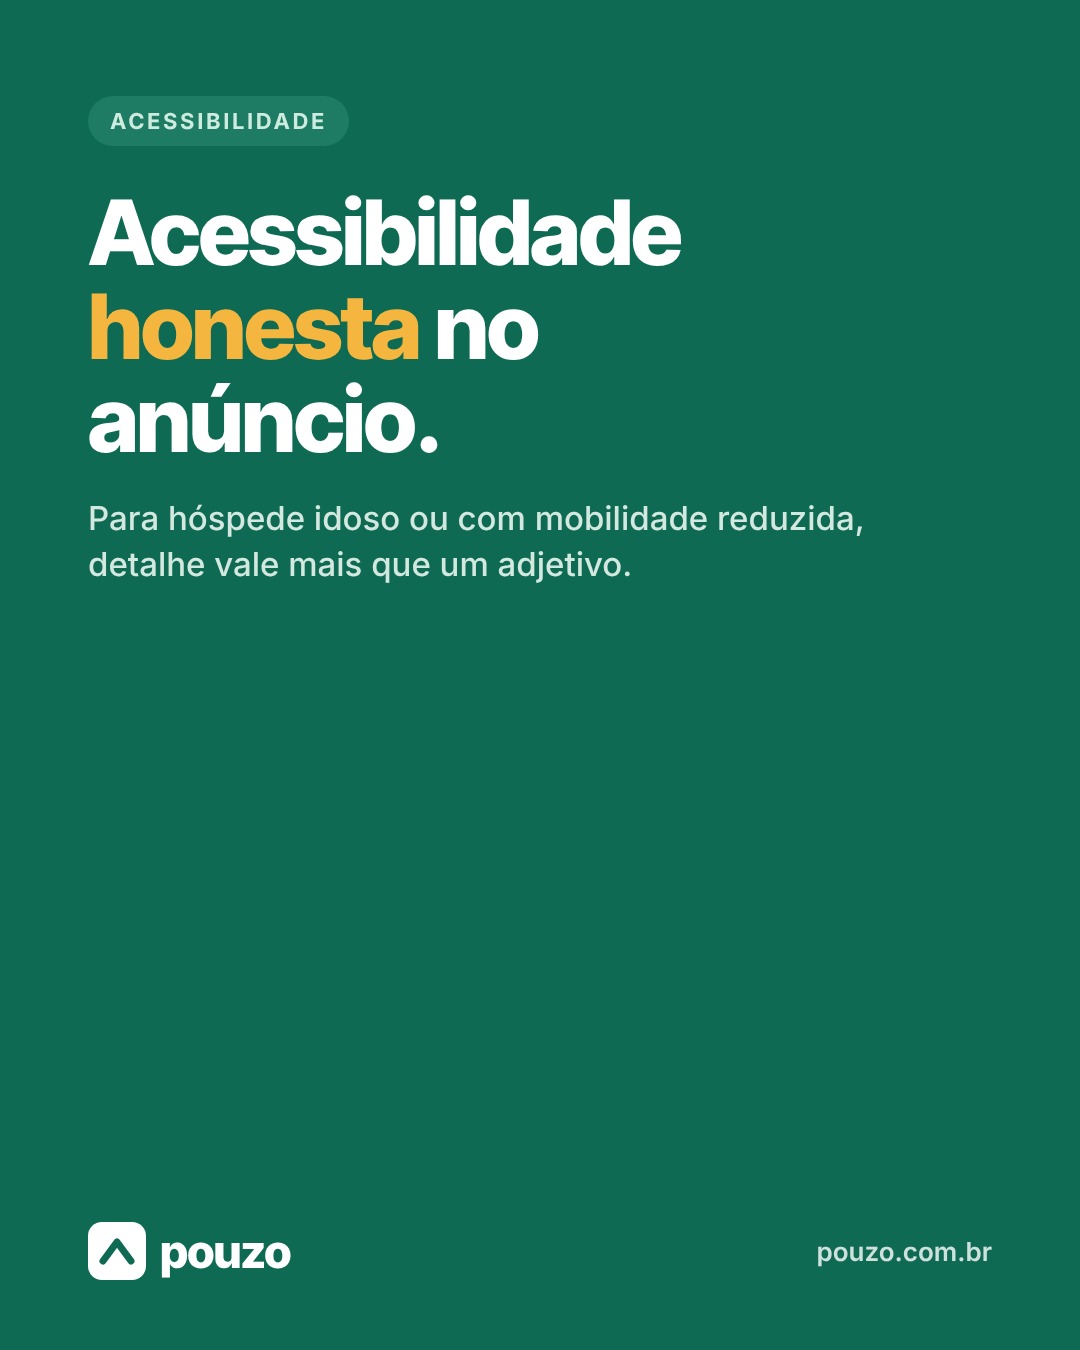 ACESSIBILIDADE
Acessibilidade
honesta no
anúncio.
Para hóspede idoso ou com mobilidade reduzida,
detalhe vale mais que um adjetivo.
pouzo
pouzo.com.br